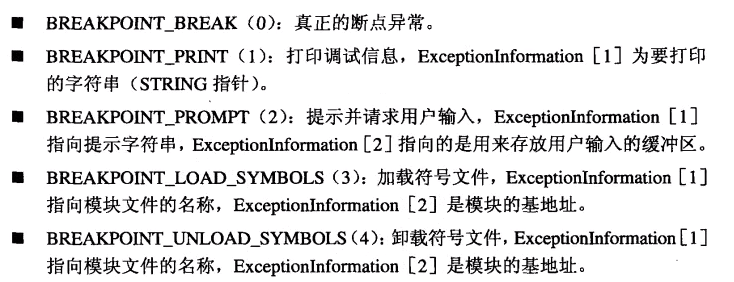 ■ BREAKPOINT_BREAK（0）：真正的断点异常。
■ BREAKPOINT_PRINT（1）：打印调试信息，ExceptionInformation［1］为要打印
的字符串（STRING 指针）。
■ BREAKPOINT_PROMPT（2）：提示并请求用户输入，ExceptionInformation［1］
指向提示字符串，ExceptionInformation［2］指向的是用来存放用户输入的缓冲区。
■ BREAKPOINT_LOAD_SYMBOLS（3）：加载符号文件，ExceptionInformation［1］
指向模块文件的名称，ExceptionInformation［2］是模块的基地址。
■ BREAKPOINT_UNLOAD_SYMBOLS（4）：卸载符号文件，ExceptionInformation［1］
指向模块文件的名称，ExceptionInformation［2］是模块的基地址。